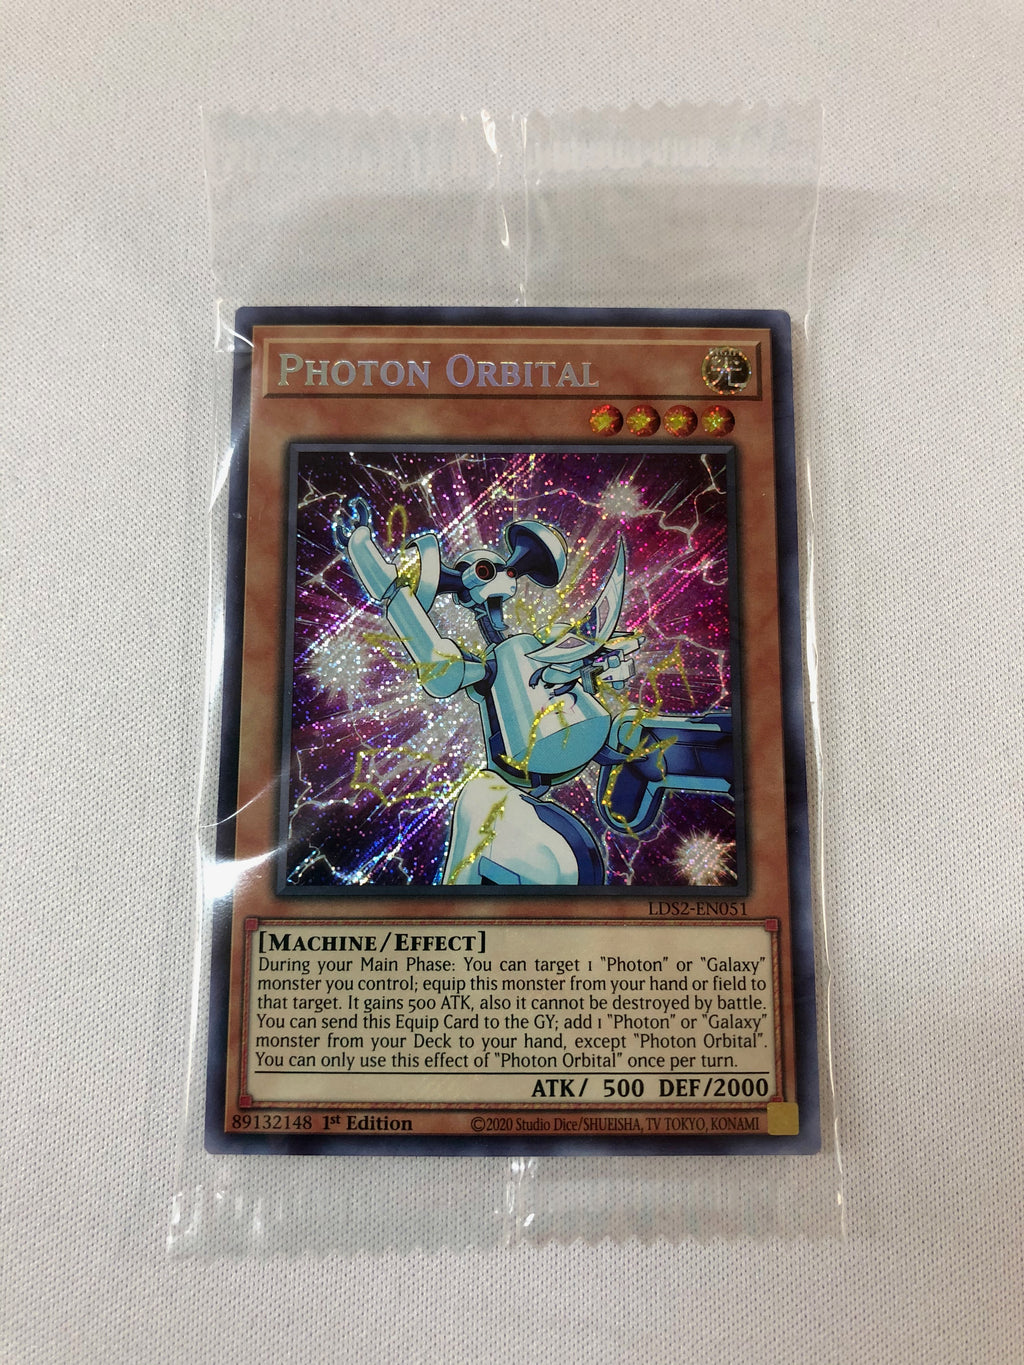 PHOTON ORBITAL
光
LDS2-EN051
[MACHINE/EFFECT]
During your Main Phase: You can target 1 "Photon" or "Galaxy"
monster you control; equip this monster from your hand or field to
that target. It gains 500 ATK, also it cannot be destroyed by battle.
You can send this Equip Card to the GY; add 1 "Photon" or "Galaxy"
monster from your Deck to your hand, except "Photon Orbital".
You can only use this effect of "Photon Orbital" once per turn.
ATK/ 500 DEF/2000
89132148 1st Edition ©2020 Studio Dice/SHUEISHA, TV TOKYO, KONAMI